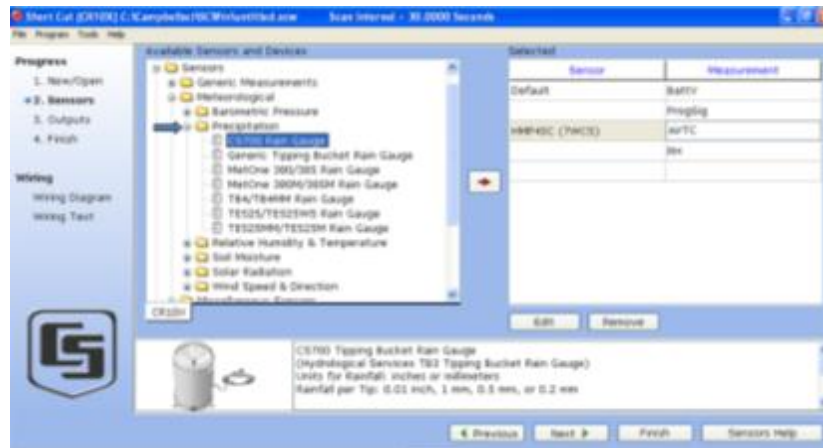 Short Cut (CR10X) C:\Campbellsci\SCWin\untitled.scw Scan Interval = 30.0000 Seconds
File Program Tools Help
Progress
1. New/Open
2. Sensors
3. Outputs
4. Finish
Wiring
Wiring Diagram
Wiring Text
Available Sensors and Devices
Sensors
Generic Measurements
Meteorological
Barometric Pressure
Precipitation
CS700 Rain Gauge
Generic Tipping Bucket Rain Gauge
MetOne 380/385 Rain Gauge
MetOne 380M/385M Rain Gauge
TB4/TB4MM Rain Gauge
TE525/TE525WS Rain Gauge
TE525MM/TE525M Rain Gauge
Relative Humidity & Temperature
Soil Moisture
Solar Radiation
Wind Speed & Direction
Miscellaneous Sensors
CR10X
Selected
Sensor Measurement
Default BattV
ProgSig
HMP45C (7WCS) AirTC
RH
Edit Remove
CS700 Tipping Bucket Rain Gauge
(Hydrological Services TB3 Tipping Bucket Rain Gauge)
Units for Rainfall: inches or millimeters
Rainfall per Tip: 0.01 inch, 1 mm, 0.5 mm, or 0.2 mm
Previous Next Finish Sensors Help